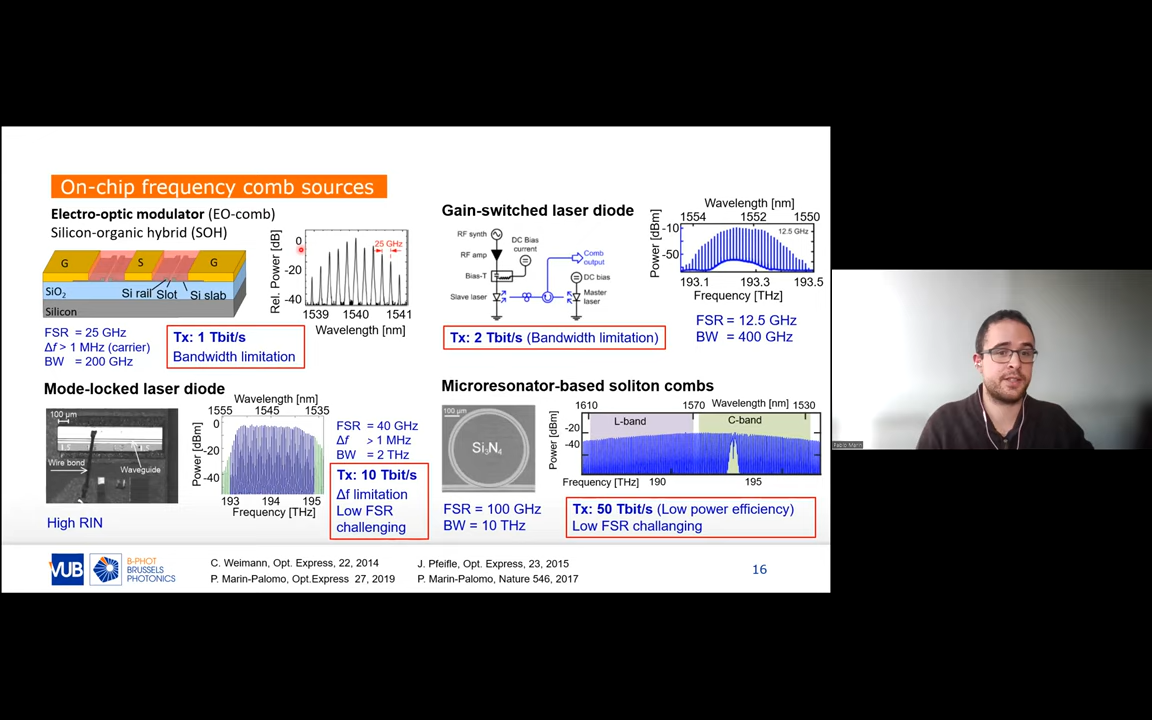 On-chip frequency comb sources
Electro-optic modulator (EO-comb)
Silicon-organic hybrid (SOH)
G S G
SiO2 Si rail Slot Si slab
Silicon
Rel. Power [dB]
0
-20
-40
25 GHz
1539 1540 1541
Wavelength [nm]
FSR = 25 GHz
Δf > 1 MHz (carrier)
BW = 200 GHz
Tx: 1 Tbit/s
Bandwidth limitation
Gain-switched laser diode
RF synth
RF amp
DC Bias
current
Bias-T
Slave laser
Comb
output
DC bias
Master
laser
Wavelength [nm]
1554 1552 1550
Power [dBm]
-10
-50
12.5 GHz
193.1 193.3 193.5
Frequency [THz]
Tx: 2 Tbit/s (Bandwidth limitation)
FSR = 12.5 GHz
BW = 400 GHz
Mode-locked laser diode
100 µm
Wire bond
Waveguide
High RIN
Wavelength [nm]
1555 1545 1535
Power [dBm]
0
-20
-40
193 194 195
Frequency [THz]
FSR = 40 GHz
Δf > 1 MHz
BW = 2 THz
Tx: 10 Tbit/s
Δf limitation
Low FSR
challenging
Microresonator-based soliton combs
100 µm
Si3N4
1610 1570 Wavelength [nm] 1530
Power [dBm]
-20
-40
L-band C-band
Frequency [THz] 190 195
FSR = 100 GHz
BW = 10 THz
Tx: 50 Tbit/s (Low power efficiency)
Low FSR challanging
VUB
B-PHOT
BRUSSELS
PHOTONICS
C. Weimann, Opt. Express, 22, 2014
P. Marin-Palomo, Opt.Express 27, 2019
J. Pfeifle, Opt. Express, 23, 2015
P. Marin-Palomo, Nature 546, 2017
16
Pablo Marin